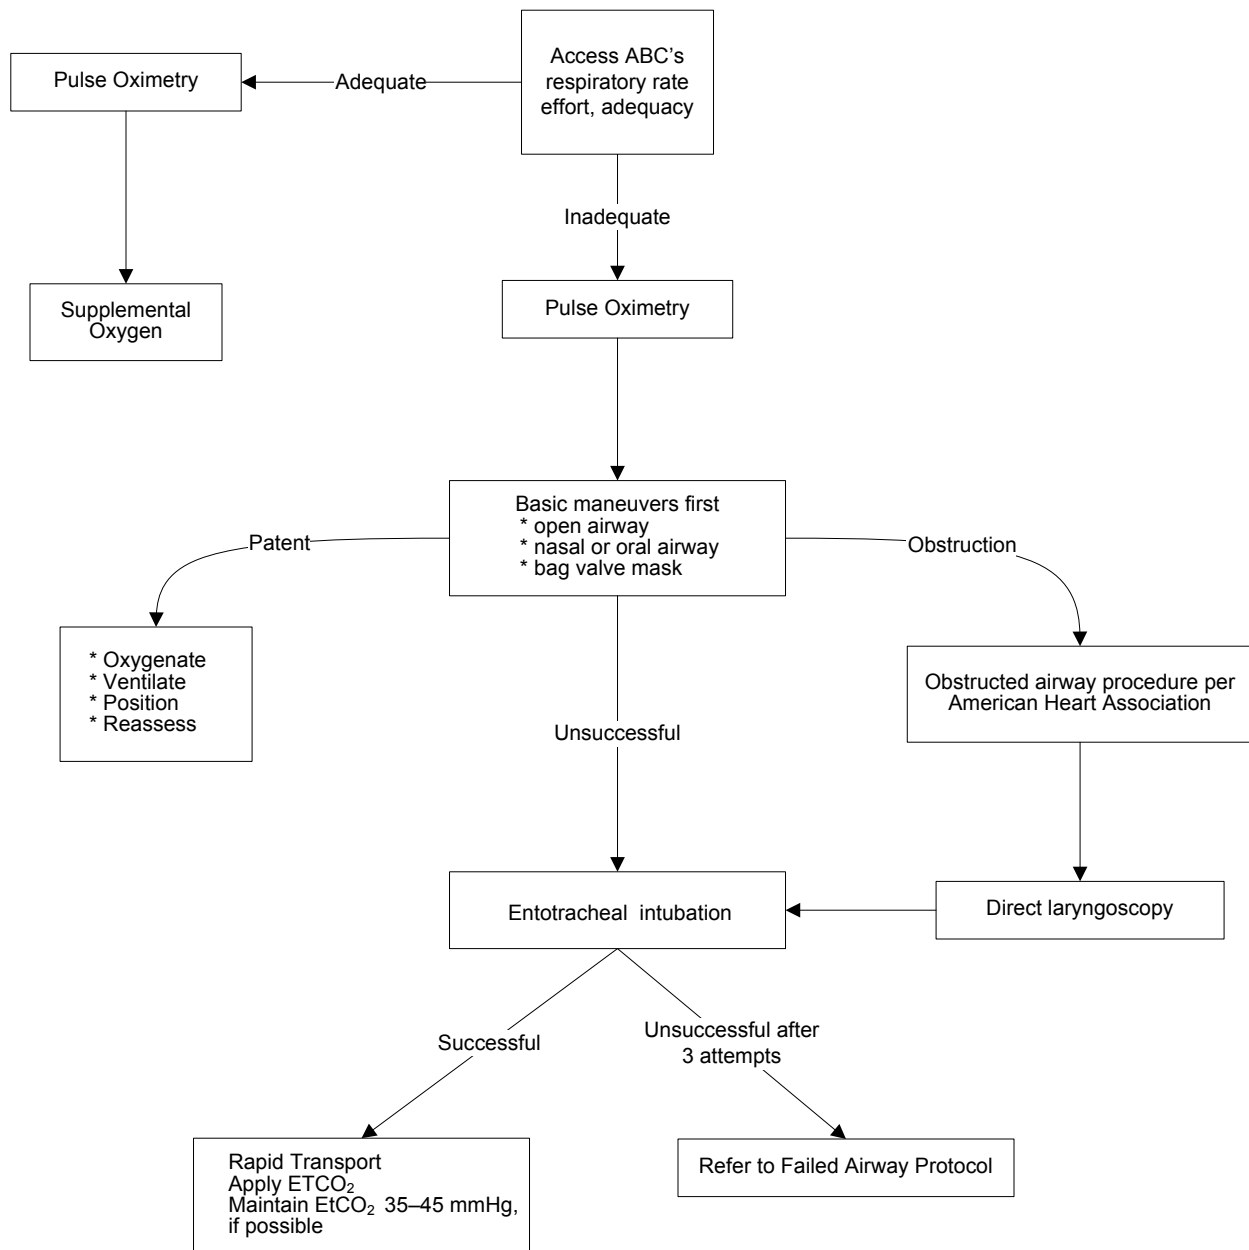 Access ABC’s
respiratory rate
effort, adequacy
Adequate
Pulse Oximetry
Supplemental
Oxygen
Inadequate
Pulse Oximetry
Basic maneuvers first
* open airway
* nasal or oral airway
* bag valve mask
Patent
* Oxygenate
* Ventilate
* Position
* Reassess
Obstruction
Obstructed airway procedure per
American Heart Association
Unsuccessful
Direct laryngoscopy
Entotracheal intubation
Successful
Unsuccessful after
3 attempts
Rapid Transport
Apply ETCO₂
Maintain EtCO₂ 35–45 mmHg,
if possible
Refer to Failed Airway Protocol